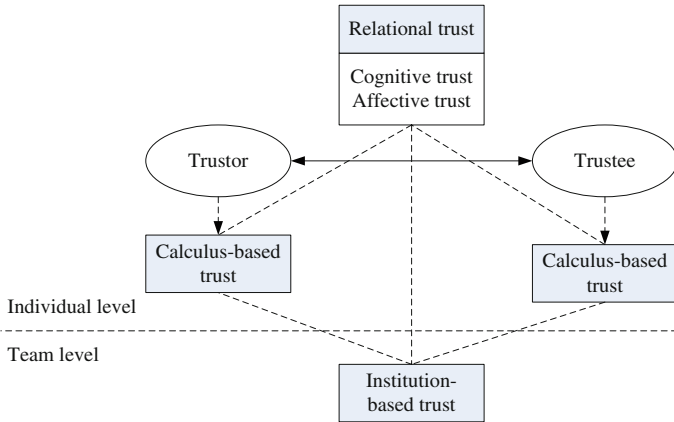 Relational trust
Cognitive trust
Affective trust
Trustor
Trustee
Calculus-based
trust
Calculus-based
trust
Individual level
Team level
Institution-
based trust